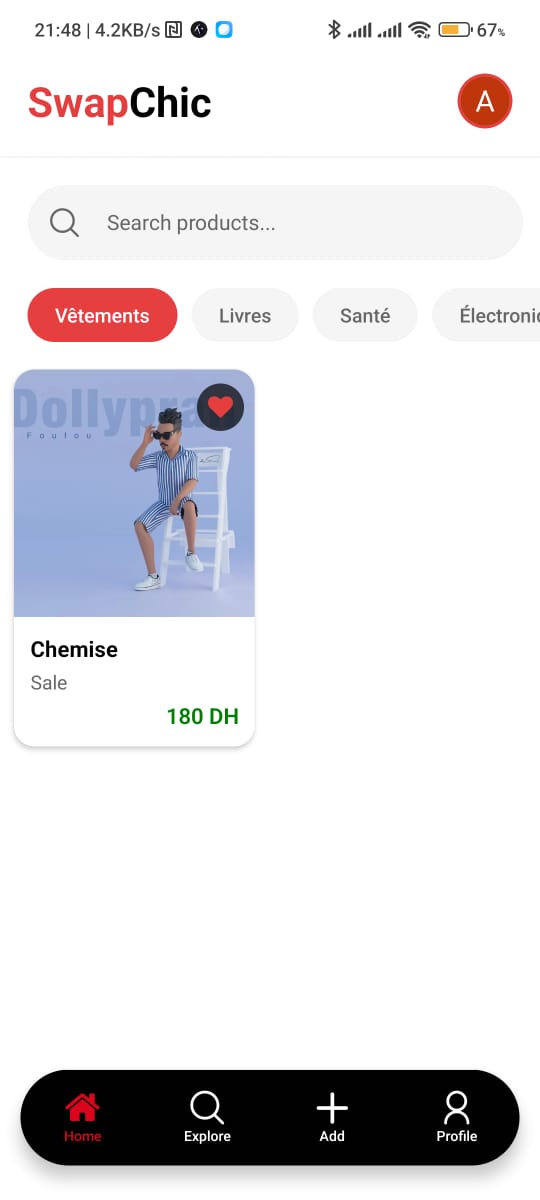 21:48 | 4.2KB/s
67%
SwapChic
A
Search products...
Vêtements Livres Santé Électronic
Dollypra
Foulou
Chemise
Sale
180 DH
Home Explore Add Profile